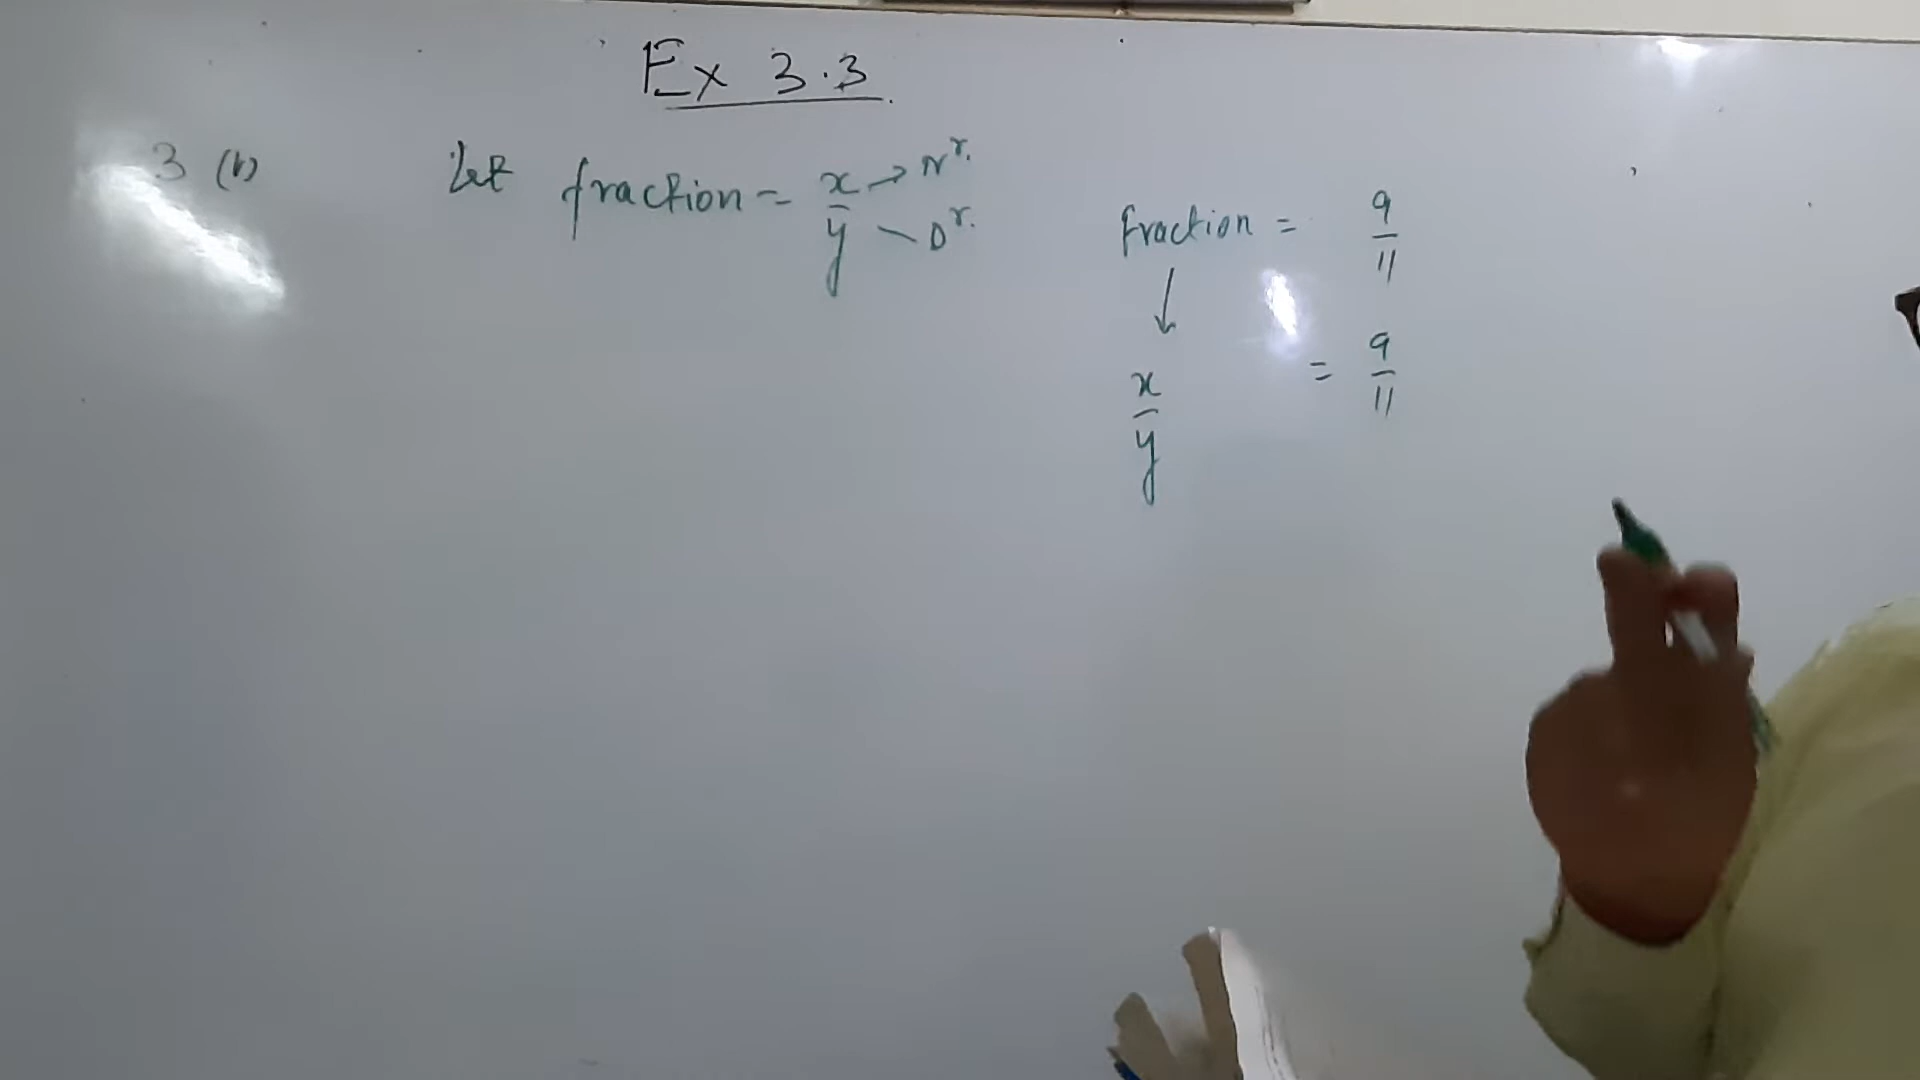 Ex 3.3
3 (v) Let fraction = x/y → Nʳ. – Dʳ.
Fraction = 9/11
↓
x/y = 9/11